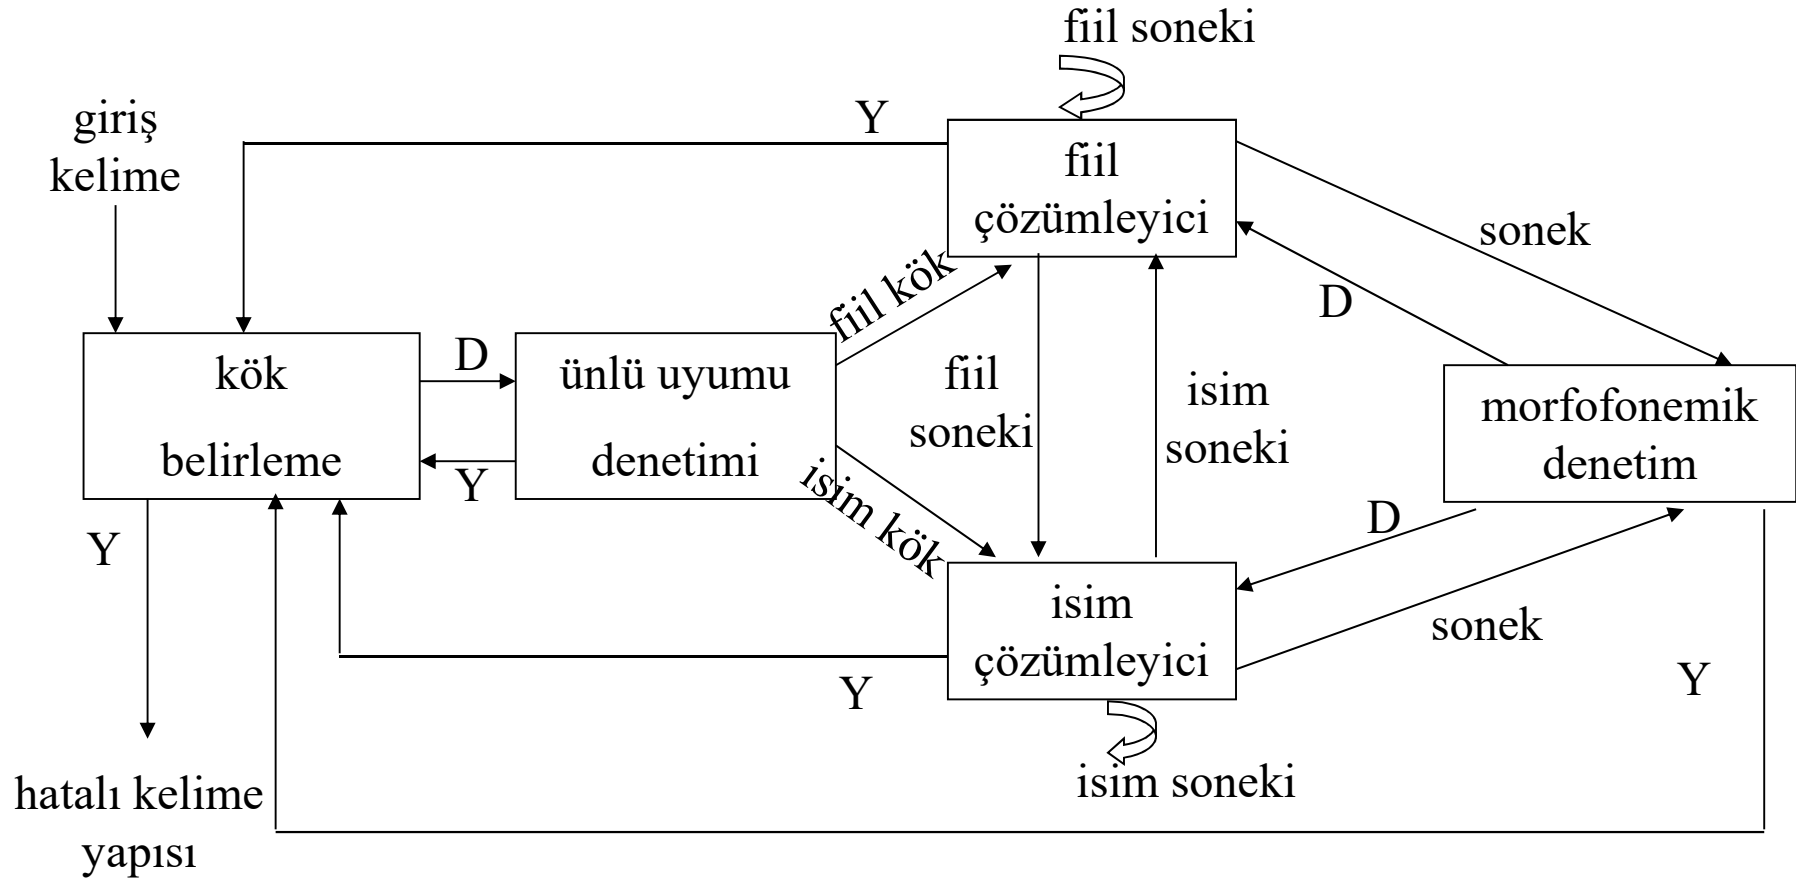 fiil soneki
giriş
kelime
Y
fiil
çözümleyici
sonek
fiil kök
D
kök
belirleme
D
Y
ünlü uyumu
denetimi
fiil
soneki
isim
soneki
morfofonemik
denetim
isim kök
D
Y
isim
çözümleyici
sonek
Y
Y
isim soneki
hatalı kelime
yapısı